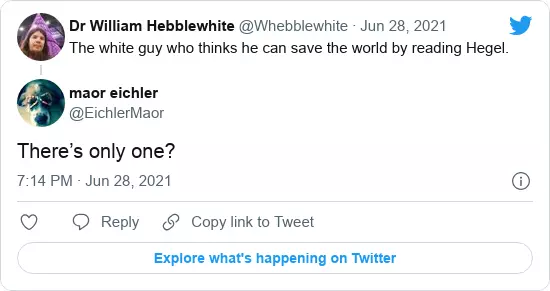 Dr William Hebblewhite @Whebblewhite · Jun 28, 2021
The white guy who thinks he can save the world by reading Hegel.
maor eichler
@EichlerMaor
There’s only one?
7:14 PM · Jun 28, 2021
Reply Copy link to Tweet
Explore what's happening on Twitter